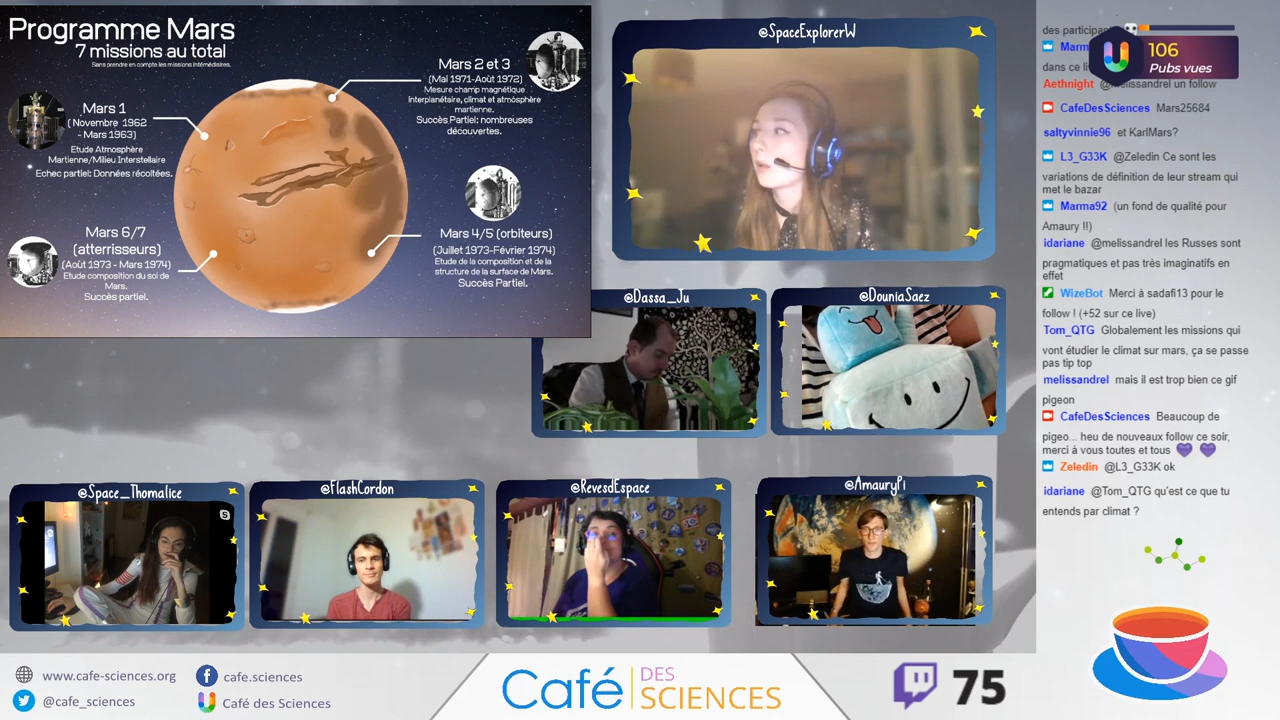 Programme Mars
7 missions au total
Sans prendre en compte les missions intémédiaires.
Mars 1
( Novembre 1962
- Mars 1963)
Etude Atmosphère
Martienne/Milieu Interstellaire
Echec partiel: Données récoltées.
Mars 2 et 3
(Mai 1971-Août 1972)
Mesure champ magnétique
interplanétaire, climat et atmosphère
martienne.
Succès Partiel: nombreuses
découvertes.
Mars 6/7
(atterrisseurs)
(Août 1973 - Mars 1974)
Etude composition du sol de
Mars.
Succès partiel.
Mars 4/5 (orbiteurs)
(Juillet 1973-Février 1974)
Etude de la composition et de la
structure de la surface de Mars.
Succès Partiel.
@SpaceExplorerW
@Dassa_Ju
@DouniaSaez
@Space_Thomalice
@FlashCordon
@RevesdEspace
@AmauryPi
des participa
Marm
dans ce li
106
Pubs vues
Aethnight @melissandrel un follow
CafeDesSciences Mars25684
saltyvinnie96 et KarlMars?
L3_G33K @Zeledin Ce sont les
variations de définition de leur stream qui
met le bazar
Marma92 (un fond de qualité pour
Amaury !!)
idariane @melissandrel les Russes sont
pragmatiques et pas très imaginatifs en
effet
WizeBot Merci à sadafi13 pour le
follow ! (+52 sur ce live)
Tom_QTG Globalement les missions qui
vont étudier le climat sur mars, ça se passe
pas tip top
melissandrel mais il est trop bien ce gif
pigeon
CafeDesSciences Beaucoup de
pigeo... heu de nouveaux follow ce soir,
merci à vous toutes et tous
Zeledin @L3_G33K ok
idariane @Tom_QTG qu'est ce que tu
entends par climat ?
www.cafe-sciences.org
cafe.sciences
@cafe_sciences
Café des Sciences
Café DES
SCIENCES
75